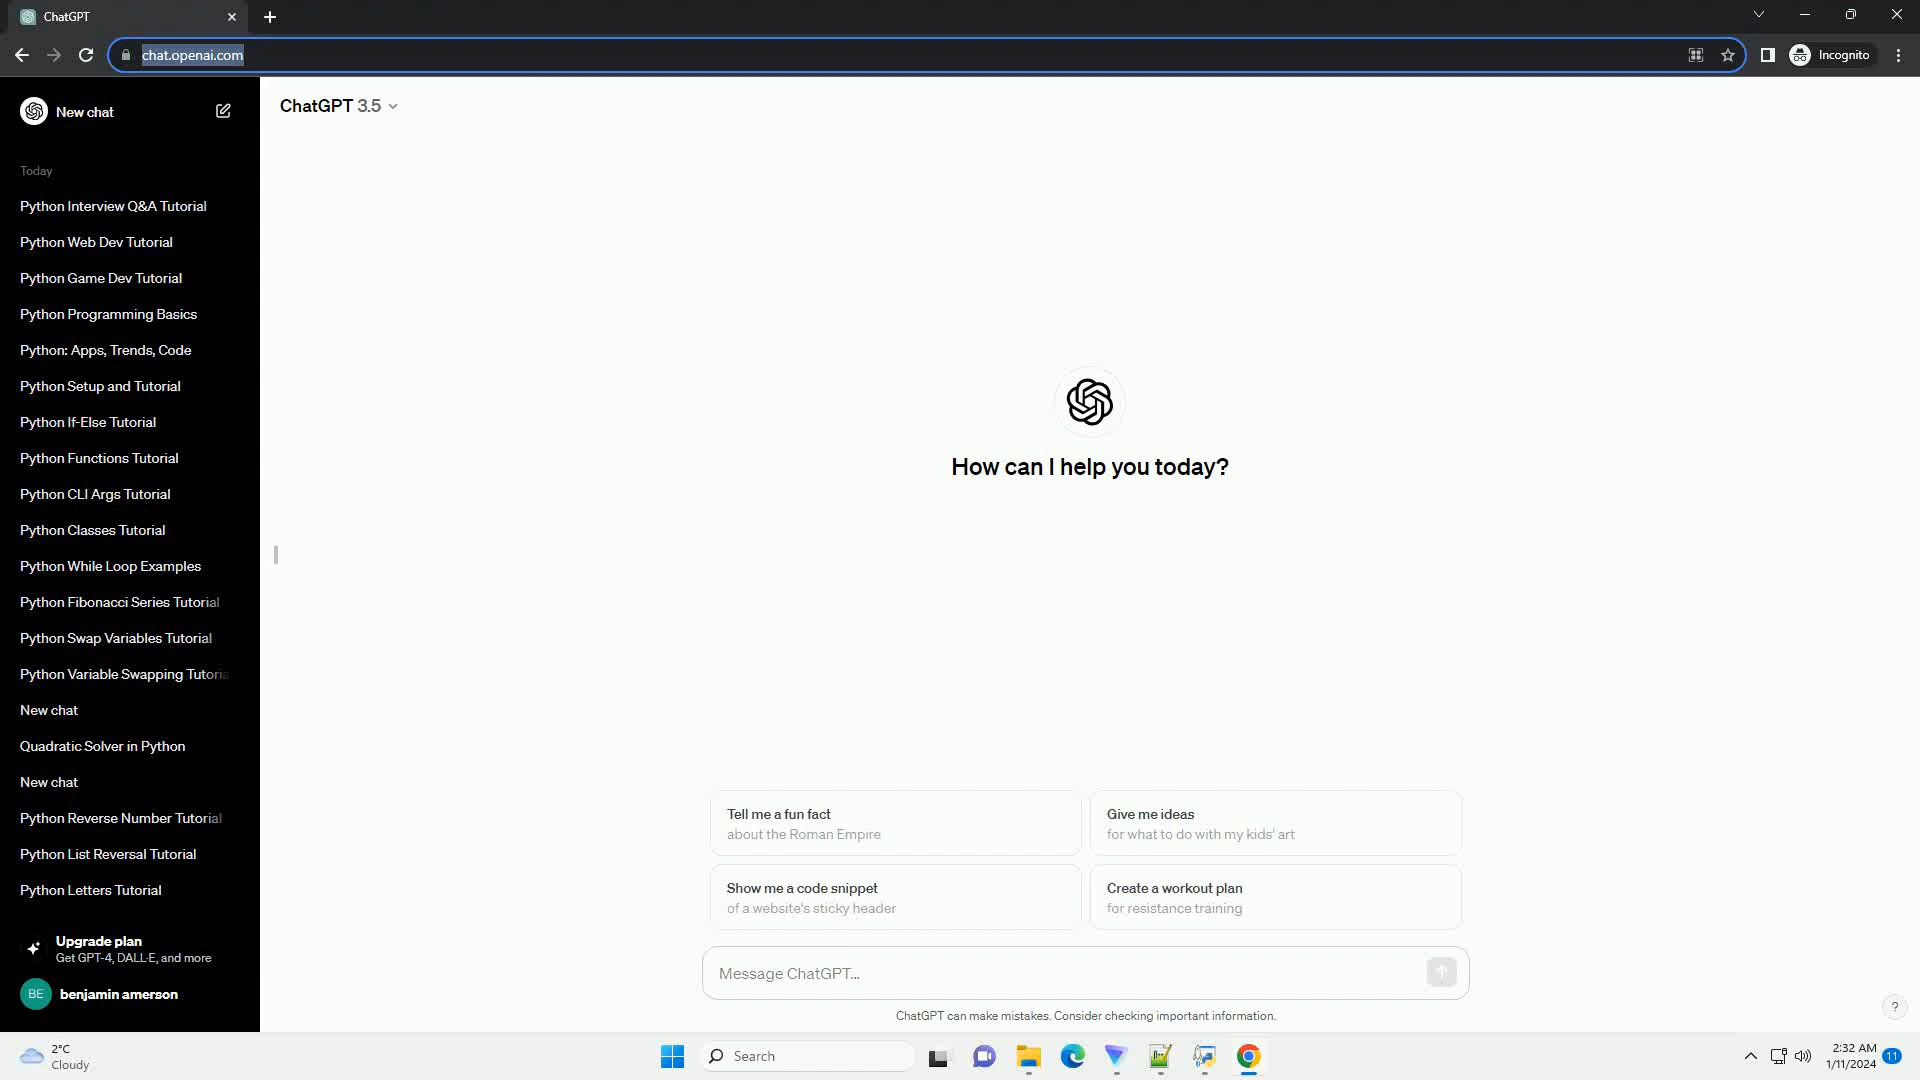 ChatGPT
chat.openai.com
Incognito
New chat
ChatGPT 3.5
Today
Python Interview Q&A Tutorial
Python Web Dev Tutorial
Python Game Dev Tutorial
Python Programming Basics
Python: Apps, Trends, Code
Python Setup and Tutorial
Python If-Else Tutorial
Python Functions Tutorial
Python CLI Args Tutorial
Python Classes Tutorial
Python While Loop Examples
Python Fibonacci Series Tutorial
Python Swap Variables Tutorial
Python Variable Swapping Tutoria
New chat
Quadratic Solver in Python
New chat
Python Reverse Number Tutorial
Python List Reversal Tutorial
Python Letters Tutorial
Upgrade plan
Get GPT-4, DALL·E, and more
BE
benjamin amerson
How can I help you today?
Tell me a fun fact
about the Roman Empire
Give me ideas
for what to do with my kids' art
Show me a code snippet
of a website's sticky header
Create a workout plan
for resistance training
Message ChatGPT...
ChatGPT can make mistakes. Consider checking important information.
?
2°C
Cloudy
Search
2:32 AM
1/11/2024
11